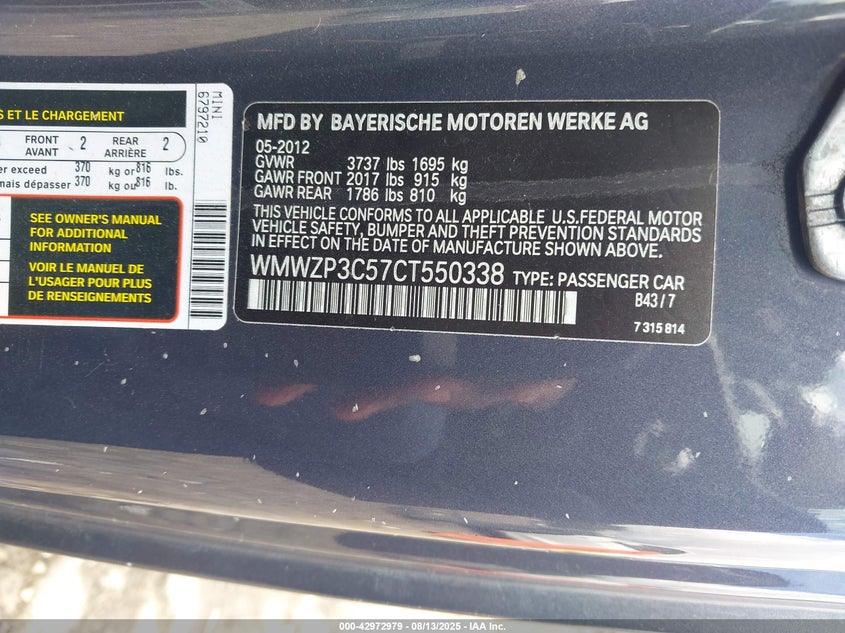 S ET LE CHARGEMENT
FRONT AVANT 2 REAR ARRIÈRE 2
er exceed 370 kg or 816 lbs.
mais dépasser 370 kg ou 816 lb.
SEE OWNER'S MANUAL
FOR ADDITIONAL
INFORMATION
VOIR LE MANUEL DE
L'USAGER POUR PLUS
DE RENSEIGNEMENTS
MINI
6797210
MFD BY BAYERISCHE MOTOREN WERKE AG
05-2012
GVWR 3737 lbs 1695 kg
GAWR FRONT 2017 lbs 915 kg
GAWR REAR 1786 lbs 810 kg
THIS VEHICLE CONFORMS TO ALL APPLICABLE U.S.FEDERAL MOTOR
VEHICLE SAFETY, BUMPER AND THEFT PREVENTION STANDARDS
IN EFFECT ON THE DATE OF MANUFACTURE SHOWN ABOVE.
WMWZP3C57CT550338 TYPE: PASSENGER CAR
B43/7
7 315 814
000-42972979 - 08/13/2025 - IAA Inc.